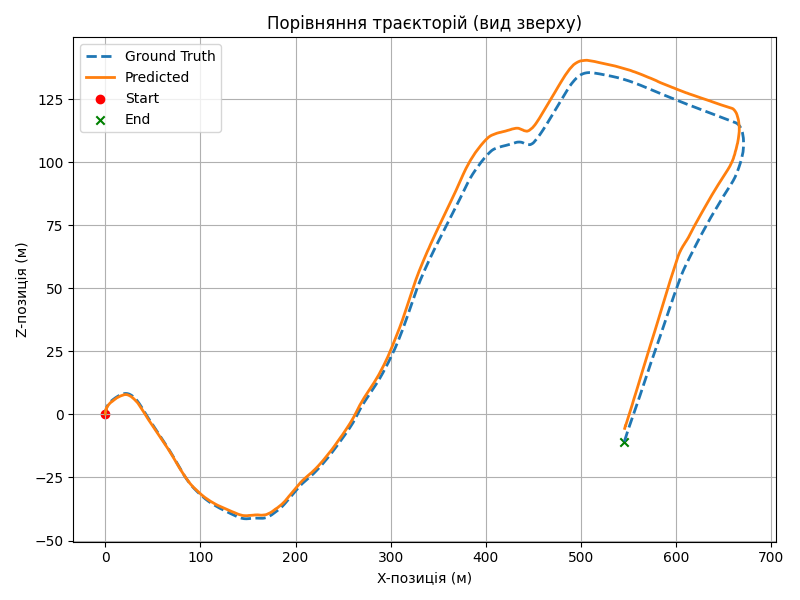 Порівняння траєкторій (вид зверху)
Ground Truth
Predicted
Start
End
Z-позиція (м)
125
100
75
50
25
0
−25
−50
0 100 200 300 400 500 600 700
X-позиція (м)